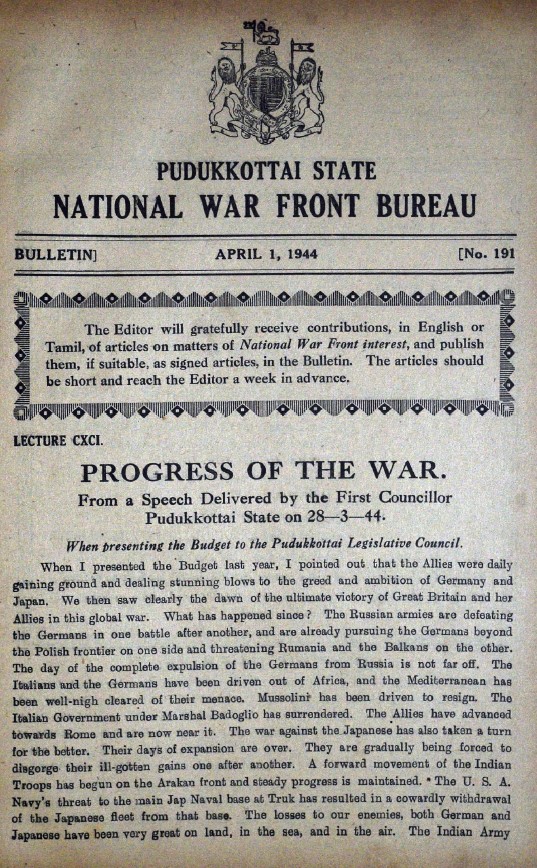 PUDUKKOTTAI STATE
NATIONAL WAR FRONT BUREAU
BULLETIN] APRIL 1, 1944 [No. 191
The Editor will gratefully receive contributions, in English or
Tamil, of articles on matters of National War Front interest, and publish
them, if suitable, as signed articles, in the Bulletin. The articles should
be short and reach the Editor a week in advance.
LECTURE CXCI.
PROGRESS OF THE WAR.
From a Speech Delivered by the First Councillor
Pudukkottai State on 28—3—44.
When presenting the Budget to the Pudukkottai Legislative Council.
When I presented the Budget last year, I pointed out that the Allies were daily
gaining ground and dealing stunning blows to the greed and ambition of Germany and
Japan. We then saw clearly the dawn of the ultimate victory of Great Britain and her
Allies in this global war. What has happened since? The Russian armies are defeating
the Germans in one battle after another, and are already pursuing the Germans beyond
the Polish frontier on one side and threatening Rumania and the Balkans on the other.
The day of the complete expulsion of the Germans from Russia is not far off. The
Italians and the Germans have been driven out of Africa, and the Mediterranean has
been well-nigh cleared of their menace. Mussolini has been driven to resign. The
Italian Government under Marshal Badoglio has surrendered. The Allies have advanced
towards Rome and are now near it. The war against the Japanese has also taken a turn
for the better. Their days of expansion are over. They are gradually being forced to
disgorge their ill-gotten gains one after another. A forward movement of the Indian
Troops has begun on the Arakan front and steady progress is maintained. The U. S. A.
Navy's threat to the main Jap Naval base at Truk has resulted in a cowardly withdrawal
of the Japanese fleet from that base. The losses to our enemies, both German and
Japanese have been very great on land, in the sea, and in the air. The Indian Army